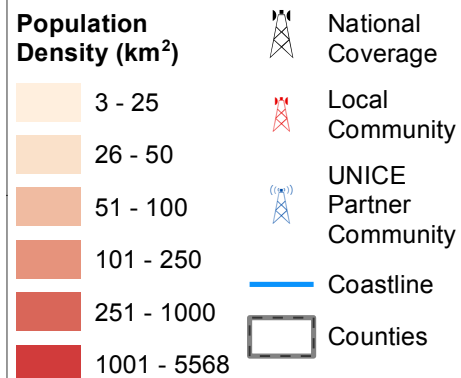 Population
Density (km²)
3 - 25
26 - 50
51 - 100
101 - 250
251 - 1000
1001 - 5568
National
Coverage
Local
Community
UNICE
Partner
Community
Coastline
Counties